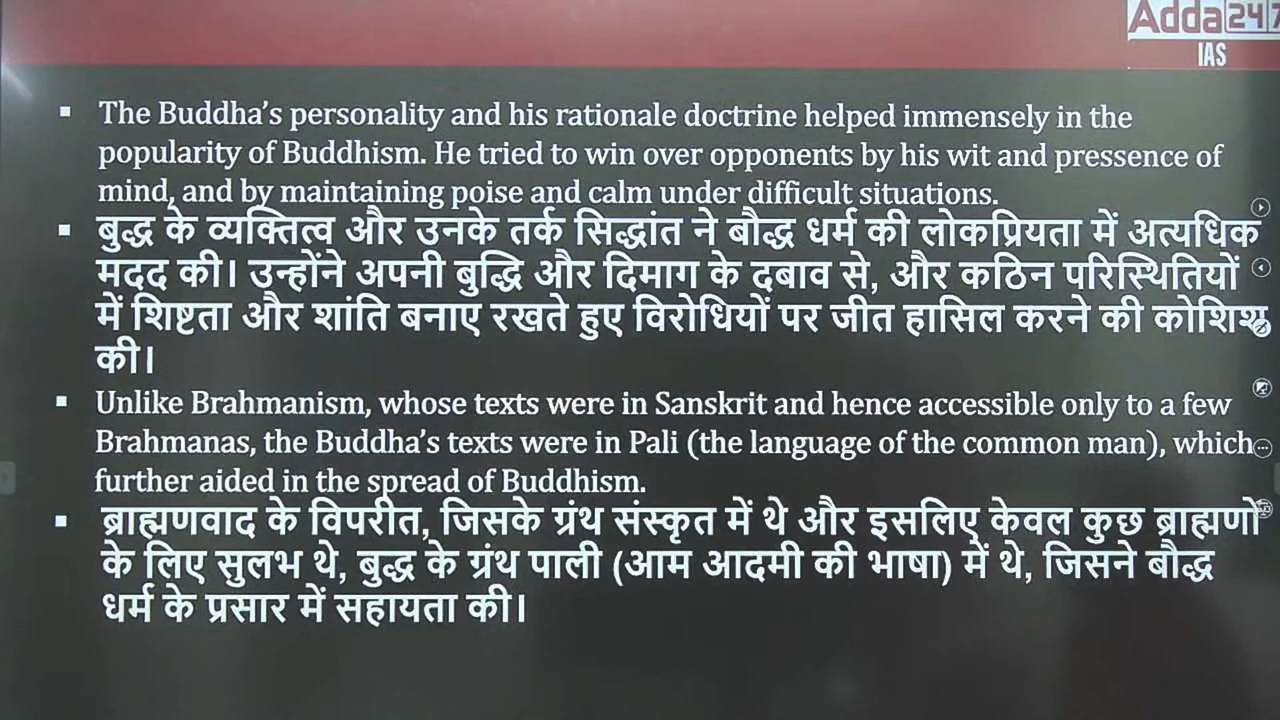 Adda247
IAS
▪ The Buddha's personality and his rationale doctrine helped immensely in the
popularity of Buddhism. He tried to win over opponents by his wit and pressence of
mind, and by maintaining poise and calm under difficult situations.
▪ बुद्ध के व्यक्तित्व और उनके तर्क सिद्धांत ने बौद्ध धर्म की लोकप्रियता में अत्यधिक
मदद की। उन्होंने अपनी बुद्धि और दिमाग के दबाव से, और कठिन परिस्थितियों
में शिष्टता और शांति बनाए रखते हुए विरोधियों पर जीत हासिल करने की कोशिश
की।
▪ Unlike Brahmanism, whose texts were in Sanskrit and hence accessible only to a few
Brahmanas, the Buddha's texts were in Pali (the language of the common man), which
further aided in the spread of Buddhism.
▪ ब्राह्मणवाद के विपरीत, जिसके ग्रंथ संस्कृत में थे और इसलिए केवल कुछ ब्राह्मणों
के लिए सुलभ थे, बुद्ध के ग्रंथ पाली (आम आदमी की भाषा) में थे, जिसने बौद्ध
धर्म के प्रसार में सहायता की।